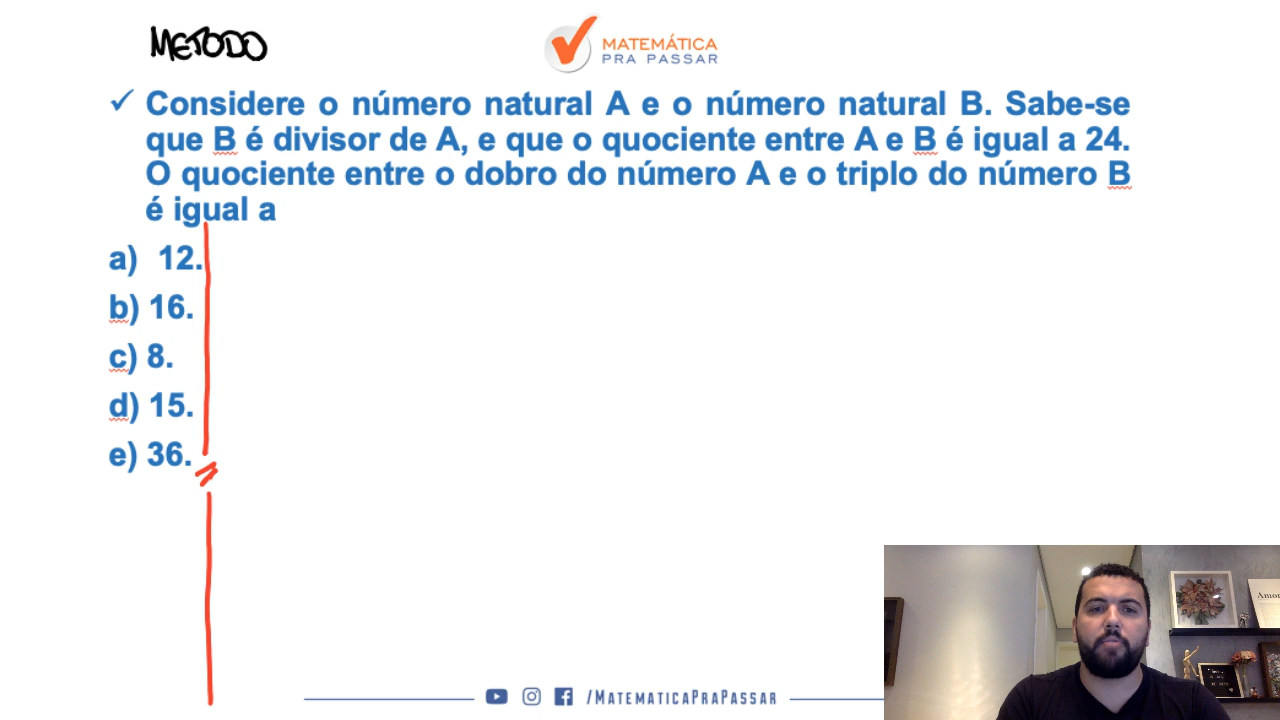 METODO
MATEMÁTICA
PRA PASSAR
✓ Considere o número natural A e o número natural B. Sabe-se
que B é divisor de A, e que o quociente entre A e B é igual a 24.
O quociente entre o dobro do número A e o triplo do número B
é igual a
a) 12.
b) 16.
c) 8.
d) 15.
e) 36.
Amor
/MATEMATICAPRAPASSAR